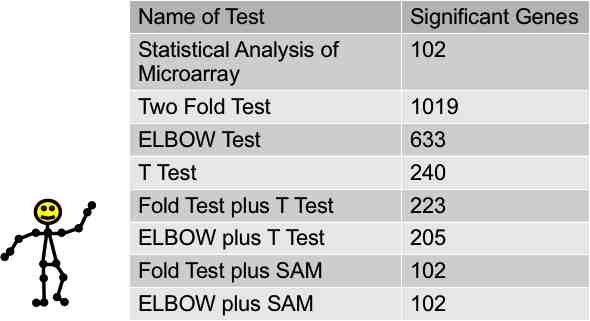 Name of Test Significant Genes
Statistical Analysis of 102
Microarray
Two Fold Test 1019
ELBOW Test 633
T Test 240
Fold Test plus T Test 223
ELBOW plus T Test 205
Fold Test plus SAM 102
ELBOW plus SAM 102